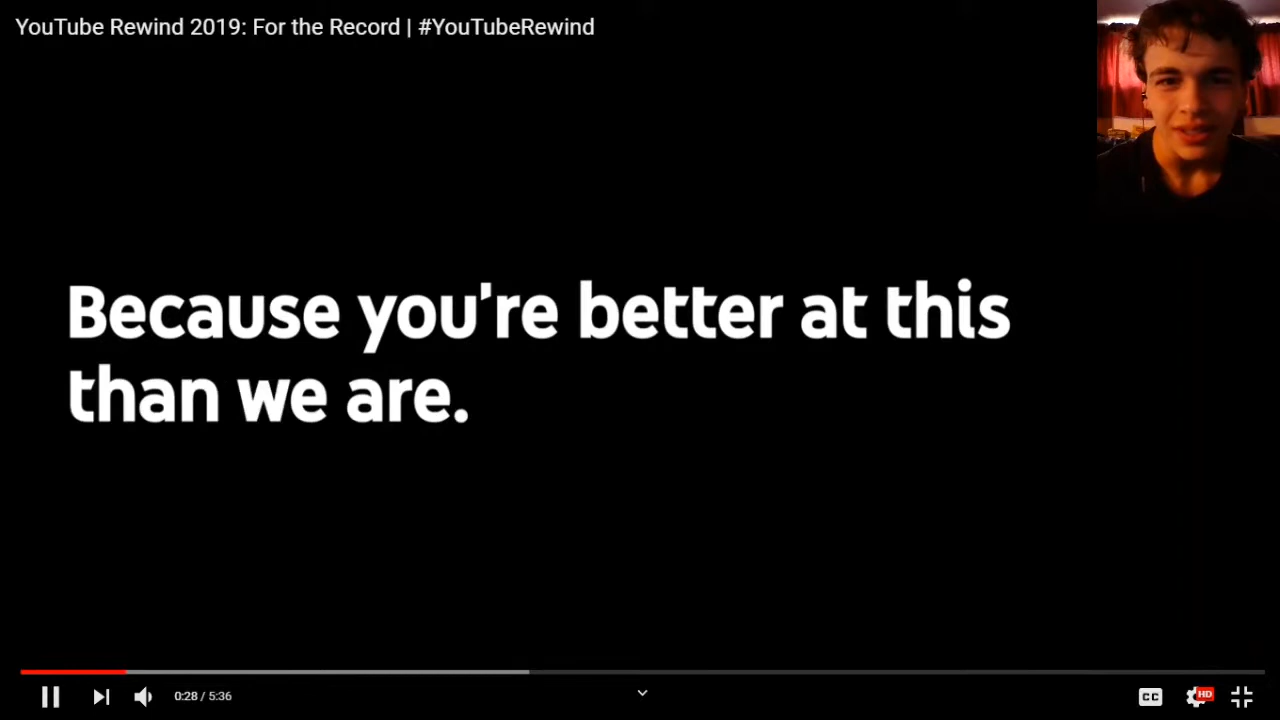 YouTube Rewind 2019: For the Record | #YouTubeRewind
Because you're better at this
than we are.
0:28 / 5:36
CC
HD